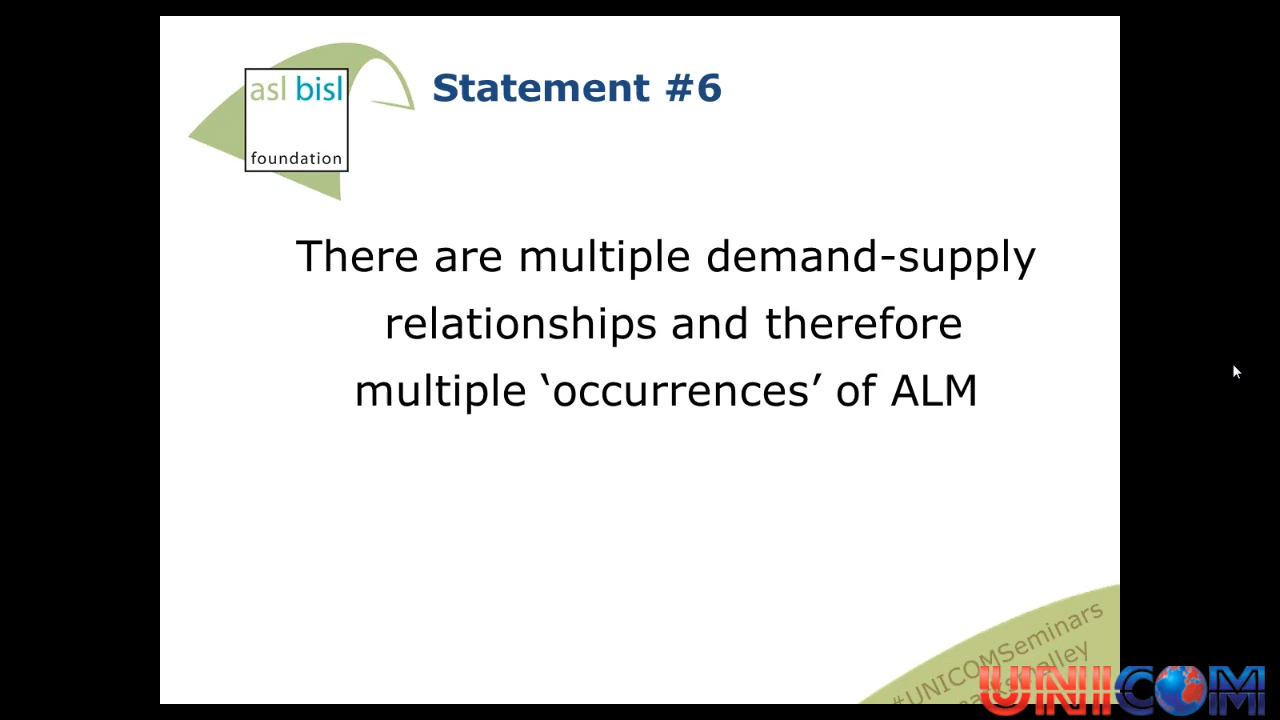 asl bisl
foundation
Statement #6
There are multiple demand-supply
relationships and therefore
multiple ‘occurrences’ of ALM
#UNICOMSeminars
UNICOM